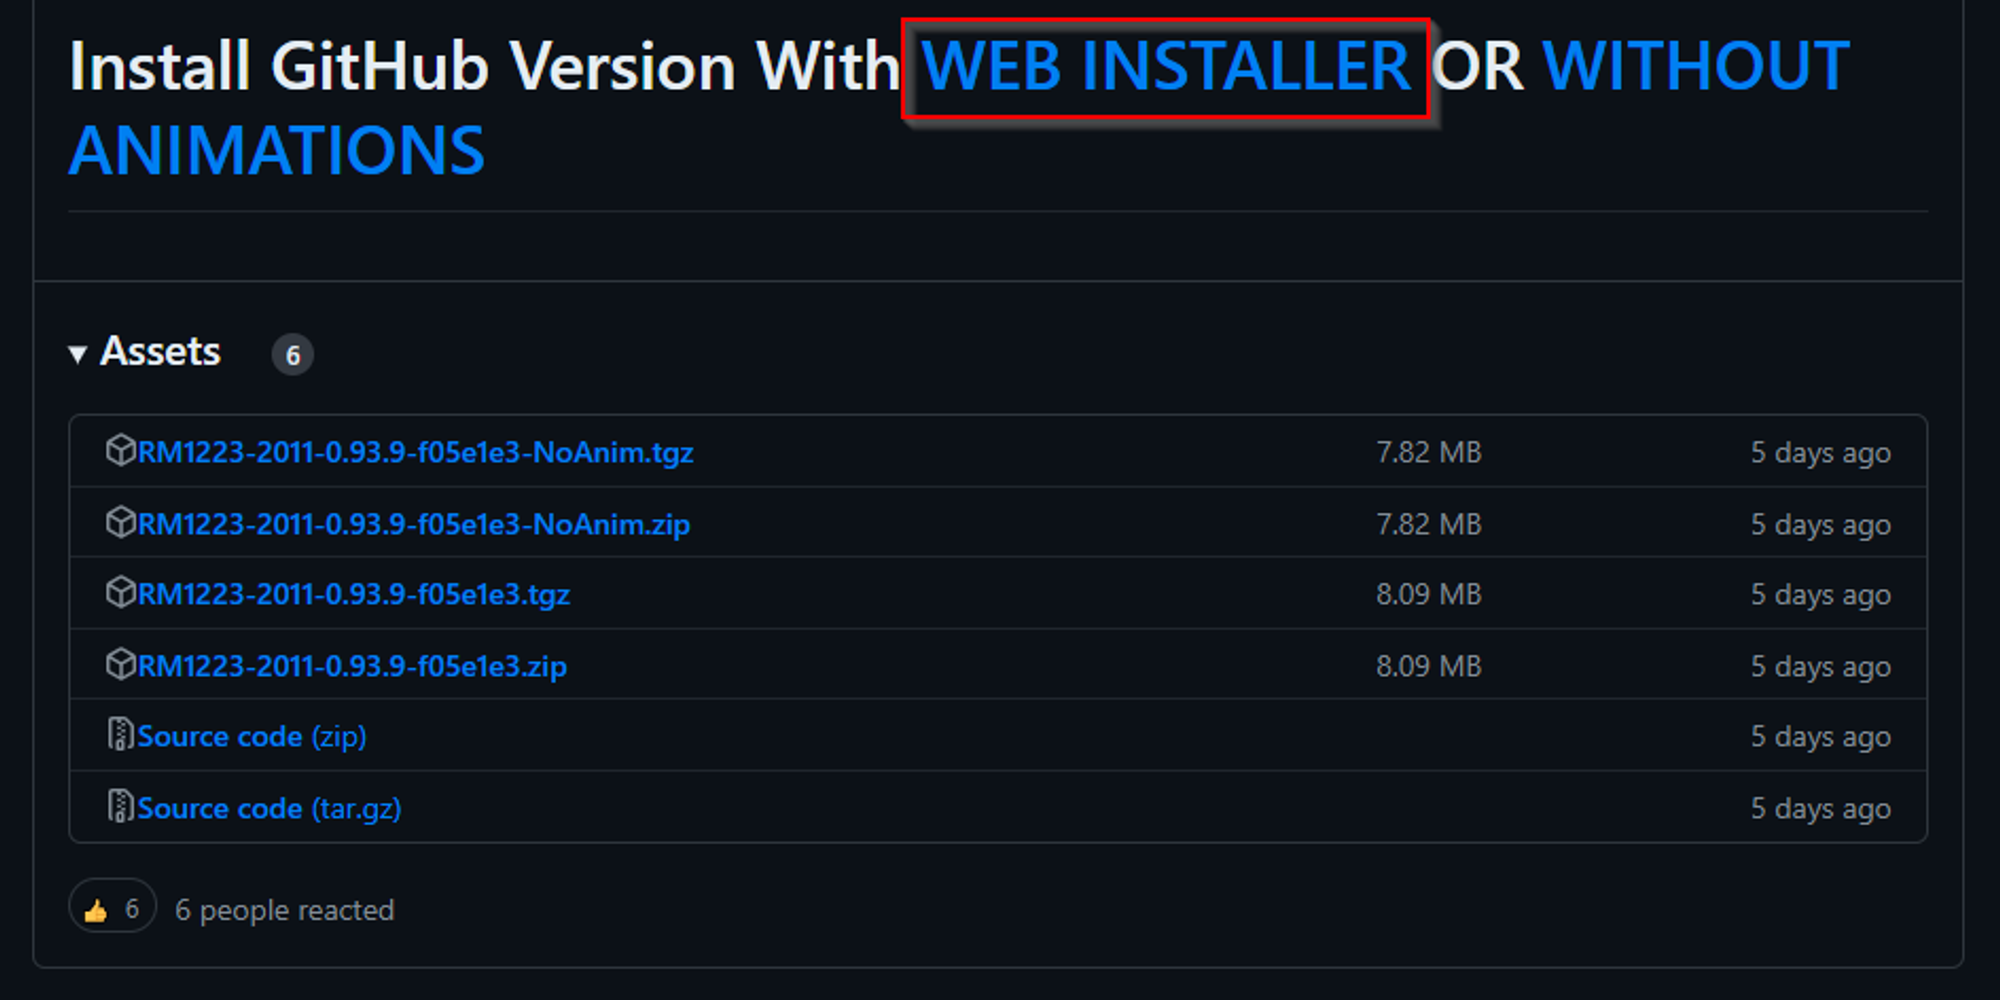 Install GitHub Version With WEB INSTALLER OR WITHOUT
ANIMATIONS
Assets 6
RM1223-2011-0.93.9-f05e1e3-NoAnim.tgz 7.82 MB 5 days ago
RM1223-2011-0.93.9-f05e1e3-NoAnim.zip 7.82 MB 5 days ago
RM1223-2011-0.93.9-f05e1e3.tgz 8.09 MB 5 days ago
RM1223-2011-0.93.9-f05e1e3.zip 8.09 MB 5 days ago
Source code (zip) 5 days ago
Source code (tar.gz) 5 days ago
6 6 people reacted